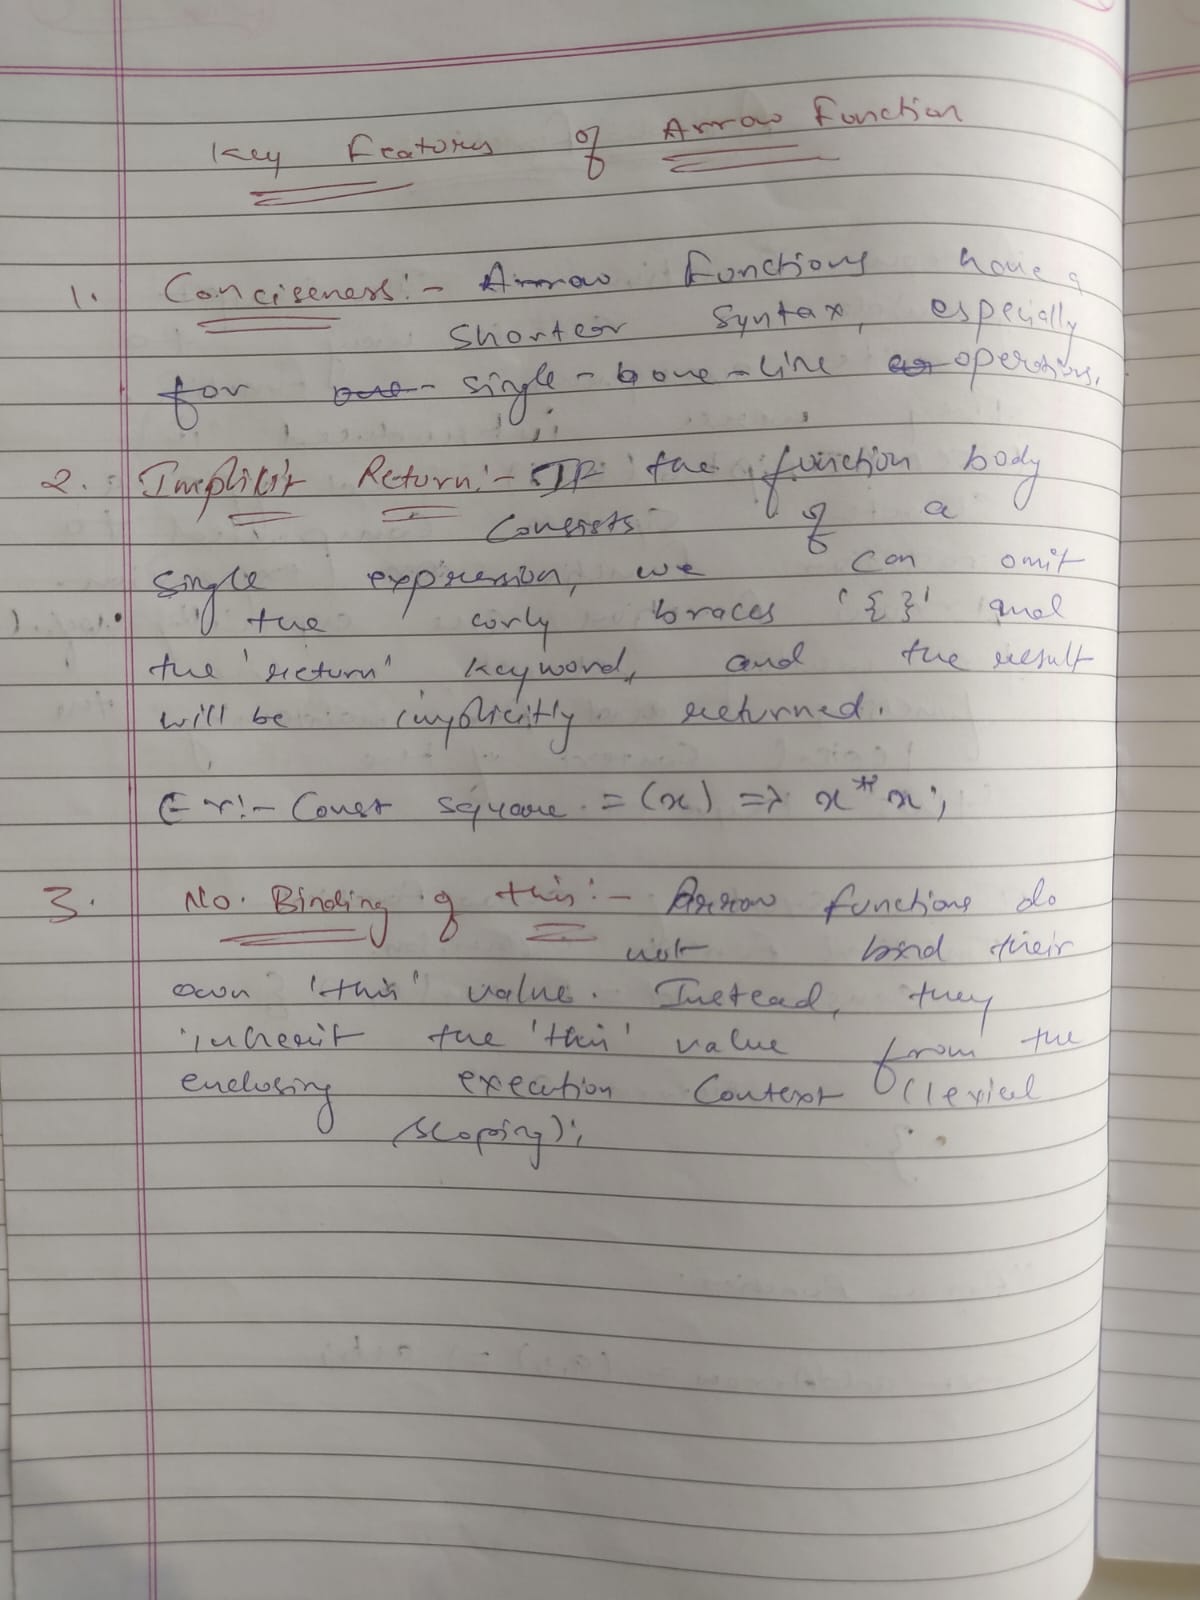 Key Features of Arrow Function
1. Conciseness:- Arrow Functions have a
shorter syntax, especially
for single - one-line operations.
2. Implicit Return:- If the function body
consists of a
single expression, we can omit
the curly braces '{}' and
the 'return' keyword, and the result
will be implicitly returned.
Ex:- Const square = (x) => x*x;
3. No. Binding of this:- Arrow functions do
not bind their
own 'this' value. Instead, they
inherit the 'this' value from the
enclosing execution Context (lexical
scoping);